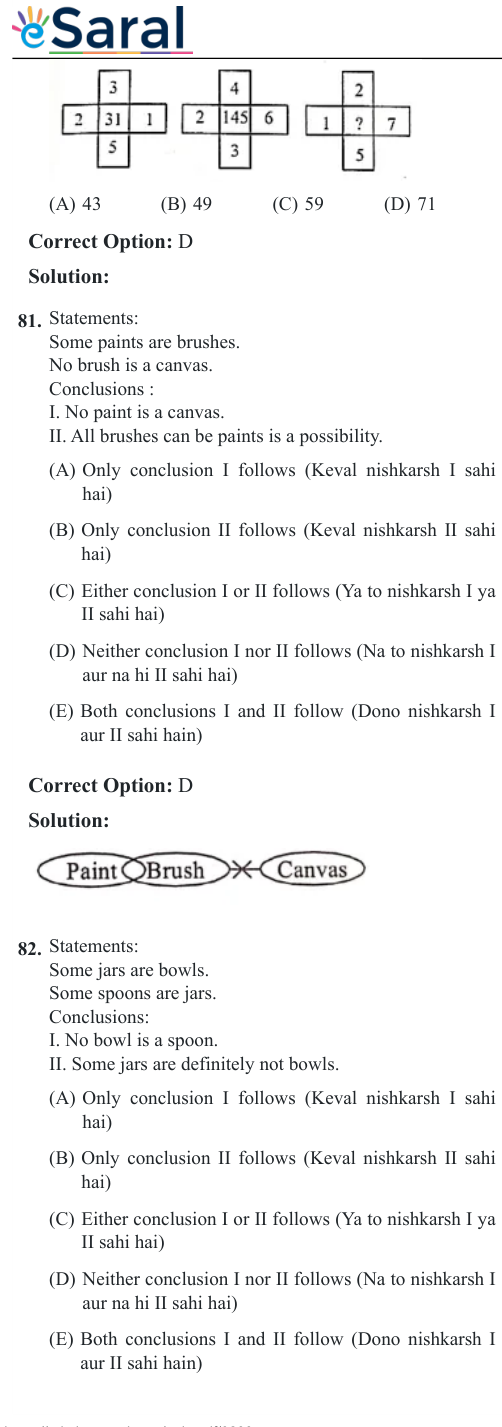 eSaral
3 4 2
2 31 1 2 145 6 1 ? 7
5 3 5
(A) 43 (B) 49 (C) 59 (D) 71
Correct Option: D
Solution:
81. Statements:
Some paints are brushes.
No brush is a canvas.
Conclusions :
I. No paint is a canvas.
II. All brushes can be paints is a possibility.
(A) Only conclusion I follows (Keval nishkarsh I sahi
hai)
(B) Only conclusion II follows (Keval nishkarsh II sahi
hai)
(C) Either conclusion I or II follows (Ya to nishkarsh I ya
II sahi hai)
(D) Neither conclusion I nor II follows (Na to nishkarsh I
aur na hi II sahi hai)
(E) Both conclusions I and II follow (Dono nishkarsh I
aur II sahi hain)
Correct Option: D
Solution:
Paint Brush Canvas
82. Statements:
Some jars are bowls.
Some spoons are jars.
Conclusions:
I. No bowl is a spoon.
II. Some jars are definitely not bowls.
(A) Only conclusion I follows (Keval nishkarsh I sahi
hai)
(B) Only conclusion II follows (Keval nishkarsh II sahi
hai)
(C) Either conclusion I or II follows (Ya to nishkarsh I ya
II sahi hai)
(D) Neither conclusion I nor II follows (Na to nishkarsh I
aur na hi II sahi hai)
(E) Both conclusions I and II follow (Dono nishkarsh I
aur II sahi hain)